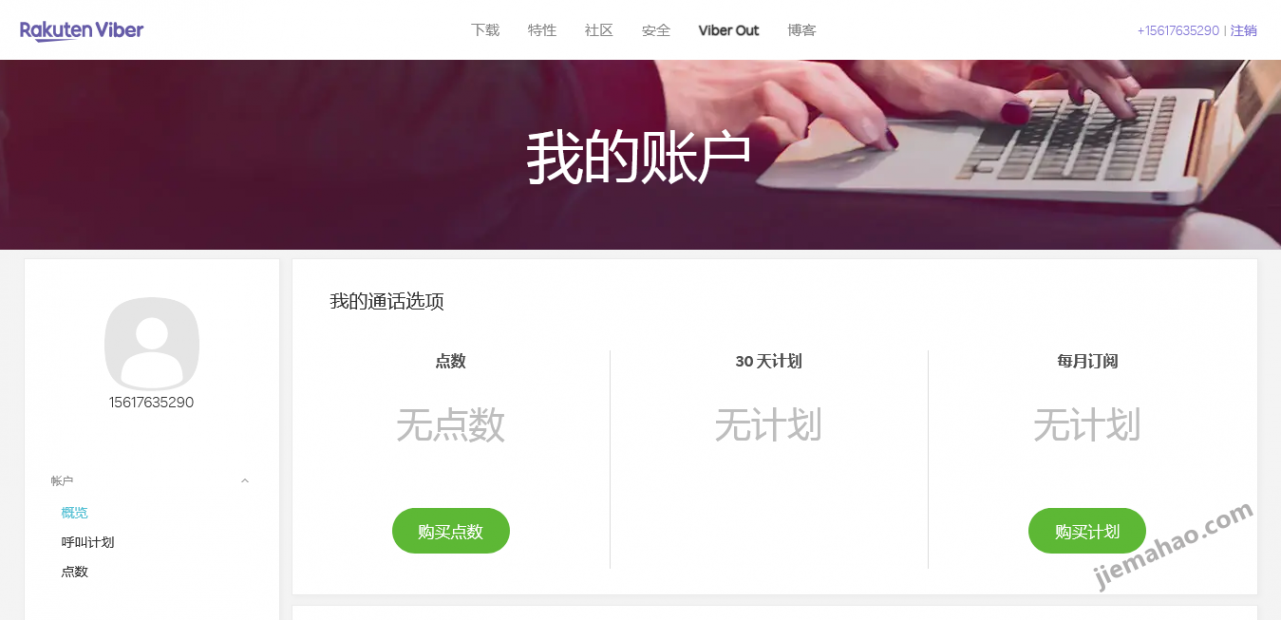 Rakuten Viber
下载 特性 社区 安全 Viber Out 博客
+15617635290 | 注销
我的账户
15617635290
帐户
概览
呼叫计划
点数
我的通话选项
点数
无点数
购买点数
30 天计划
无计划
每月订阅
无计划
购买计划
jiemahao.com